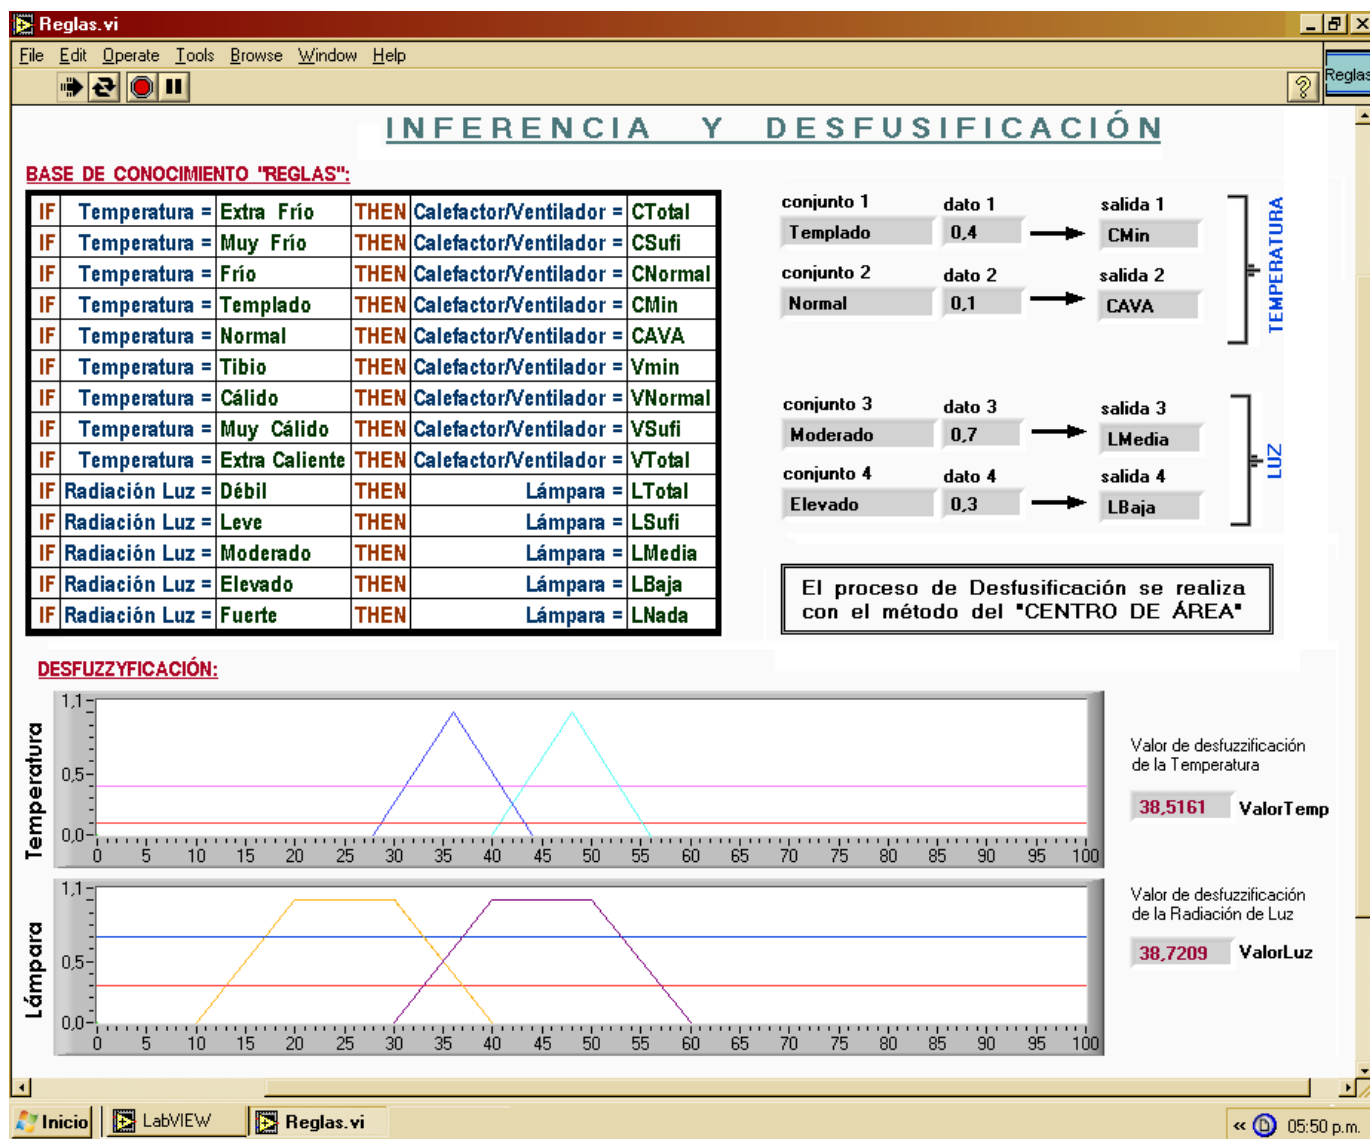 Reglas.vi
File Edit Operate Tools Browse Window Help
Reglas
INFERENCIA Y DESFUSIFICACIÓN
BASE DE CONOCIMIENTO "REGLAS":
IF Temperatura = Extra Frío THEN Calefactor/Ventilador = CTotal
IF Temperatura = Muy Frío THEN Calefactor/Ventilador = CSufi
IF Temperatura = Frío THEN Calefactor/Ventilador = CNormal
IF Temperatura = Templado THEN Calefactor/Ventilador = CMin
IF Temperatura = Normal THEN Calefactor/Ventilador = CAVA
IF Temperatura = Tibio THEN Calefactor/Ventilador = Vmin
IF Temperatura = Cálido THEN Calefactor/Ventilador = VNormal
IF Temperatura = Muy Cálido THEN Calefactor/Ventilador = VSufi
IF Temperatura = Extra Caliente THEN Calefactor/Ventilador = VTotal
IF Radiación Luz = Débil THEN Lámpara = LTotal
IF Radiación Luz = Leve THEN Lámpara = LSufi
IF Radiación Luz = Moderado THEN Lámpara = LMedia
IF Radiación Luz = Elevado THEN Lámpara = LBaja
IF Radiación Luz = Fuerte THEN Lámpara = LNada
conjunto 1 dato 1 salida 1
Templado 0,4 CMin
conjunto 2 dato 2 salida 2
Normal 0,1 CAVA
TEMPERATURA
conjunto 3 dato 3 salida 3
Moderado 0,7 LMedia
conjunto 4 dato 4 salida 4
Elevado 0,3 LBaja
LUZ
El proceso de Desfusificación se realiza
con el método del "CENTRO DE ÁREA"
DESFUZZYFICACIÓN:
Temperatura
1,1
0,5
0,0
0 5 10 15 20 25 30 35 40 45 50 55 60 65 70 75 80 85 90 95 100
Valor de desfuzzificación
de la Temperatura
38,5161 ValorTemp
Lámpara
1,1
0,5
0,0
0 5 10 15 20 25 30 35 40 45 50 55 60 65 70 75 80 85 90 95 100
Valor de desfuzzificación
de la Radiación de Luz
38,7209 ValorLuz
Inicio LabVIEW Reglas.vi « 05:50 p.m.